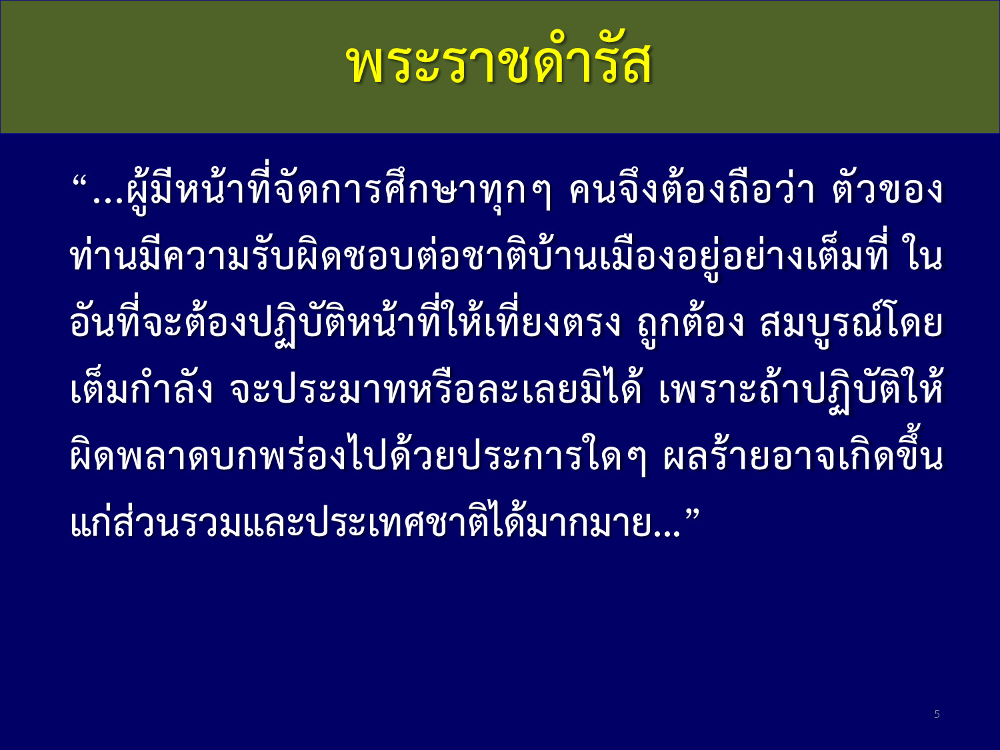 พระราชดำรัส
“...ผู้มีหน้าที่จัดการศึกษาทุกๆ คนจึงต้องถือว่า ตัวของ
ท่านมีความรับผิดชอบต่อชาติบ้านเมืองอยู่อย่างเต็มที่ ใน
อันที่จะต้องปฏิบัติหน้าที่ให้เที่ยงตรง ถูกต้อง สมบูรณ์โดย
เต็มกำลัง จะประมาทหรือละเลยมิได้ เพราะถ้าปฏิบัติให้
ผิดพลาดบกพร่องไปด้วยประการใดๆ ผลร้ายอาจเกิดขึ้น
แก่ส่วนรวมและประเทศชาติได้มากมาย...”
5